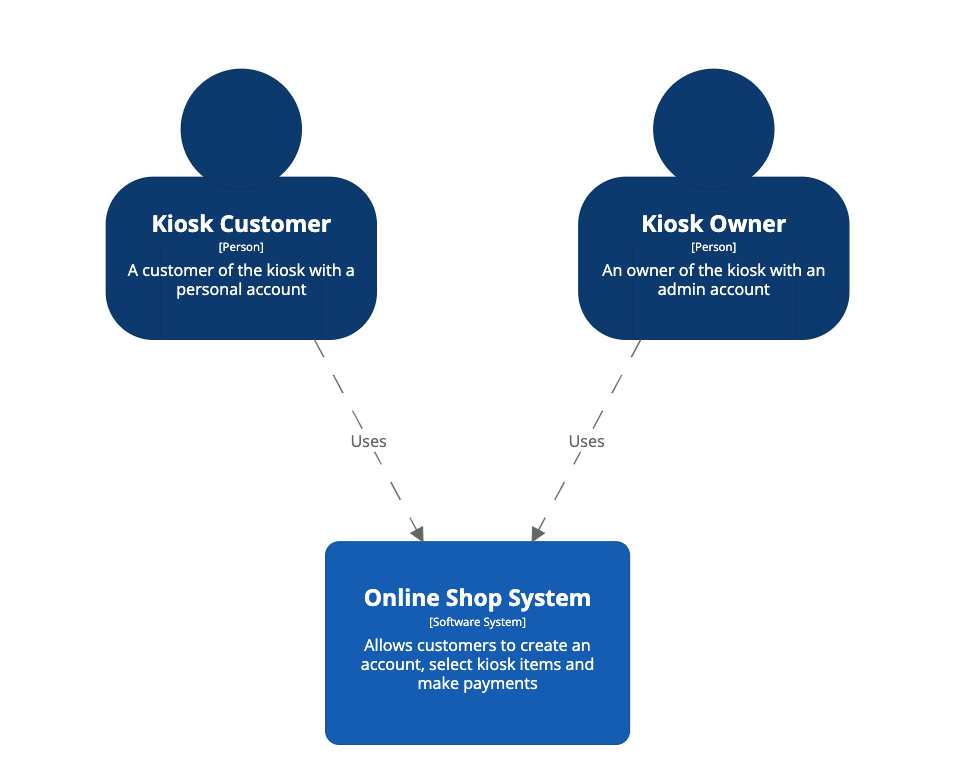 Kiosk Customer
[Person]
A customer of the kiosk with a
personal account
Kiosk Owner
[Person]
An owner of the kiosk with an
admin account
Uses
Uses
Online Shop System
[Software System]
Allows customers to create an
account, select kiosk items and
make payments